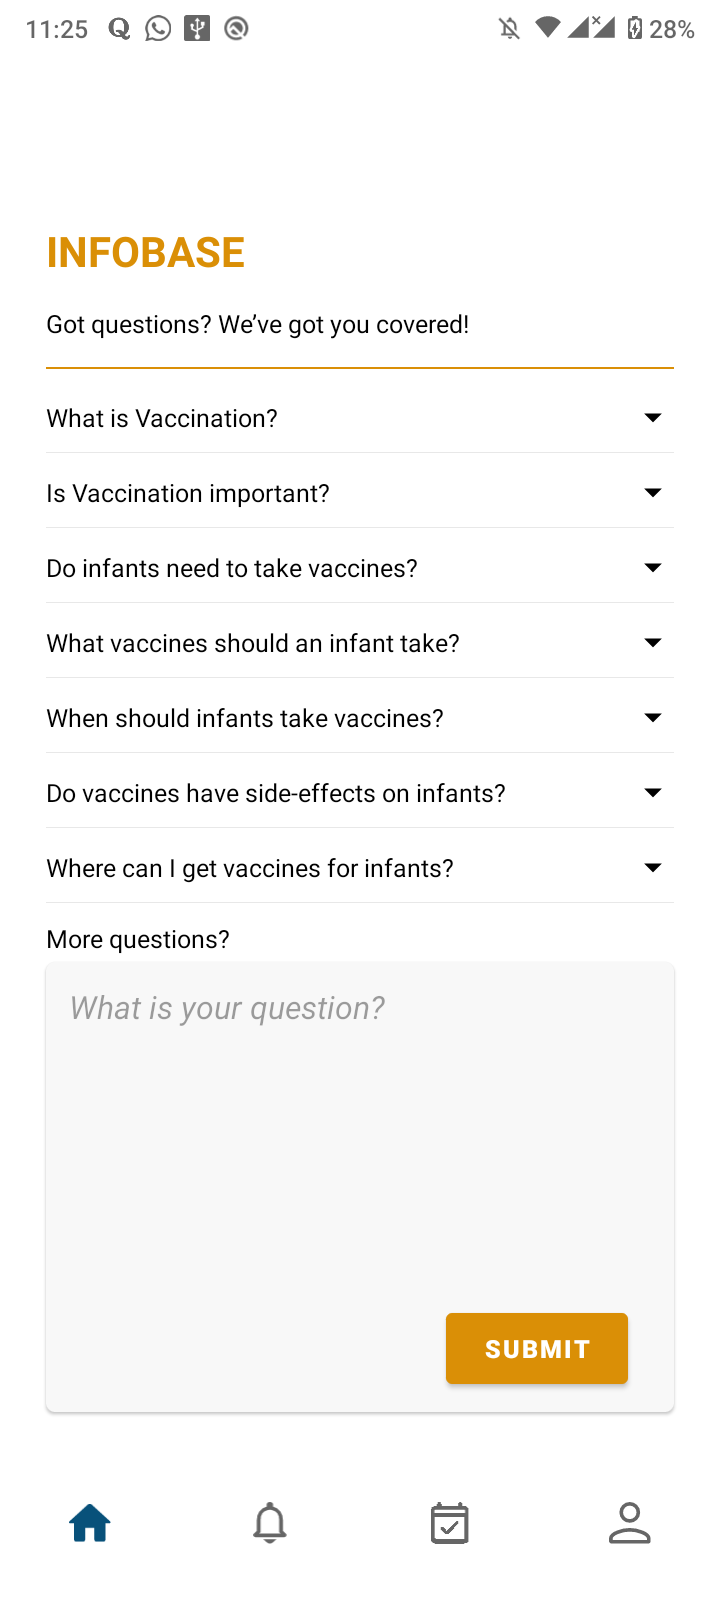 11:25
28%
INFOBASE
Got questions? We’ve got you covered!
What is Vaccination?
Is Vaccination important?
Do infants need to take vaccines?
What vaccines should an infant take?
When should infants take vaccines?
Do vaccines have side-effects on infants?
Where can I get vaccines for infants?
More questions?
What is your question?
SUBMIT